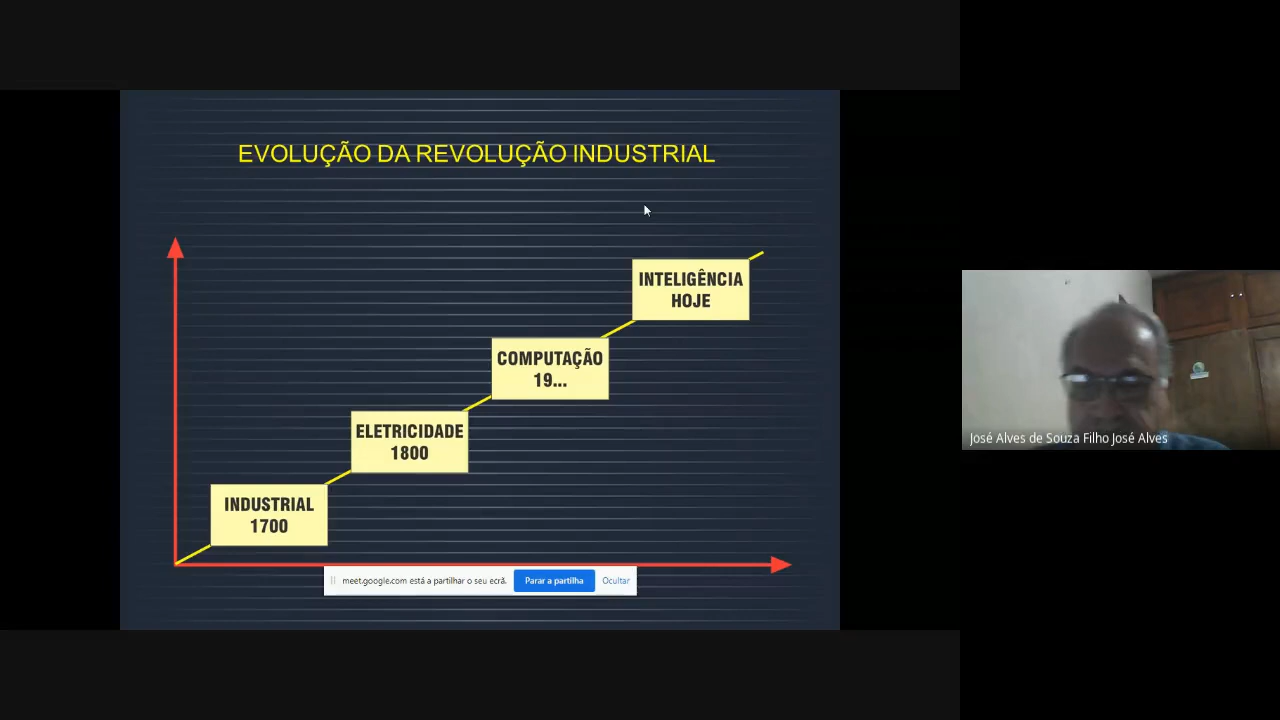 EVOLUÇÃO DA REVOLUÇÃO INDUSTRIAL
INTELIGÊNCIA
HOJE
COMPUTAÇÃO
19...
ELETRICIDADE
1800
INDUSTRIAL
1700
meet.google.com está a partilhar o seu ecrã.
Parar a partilha
Ocultar
José Alves de Souza Filho José Alves